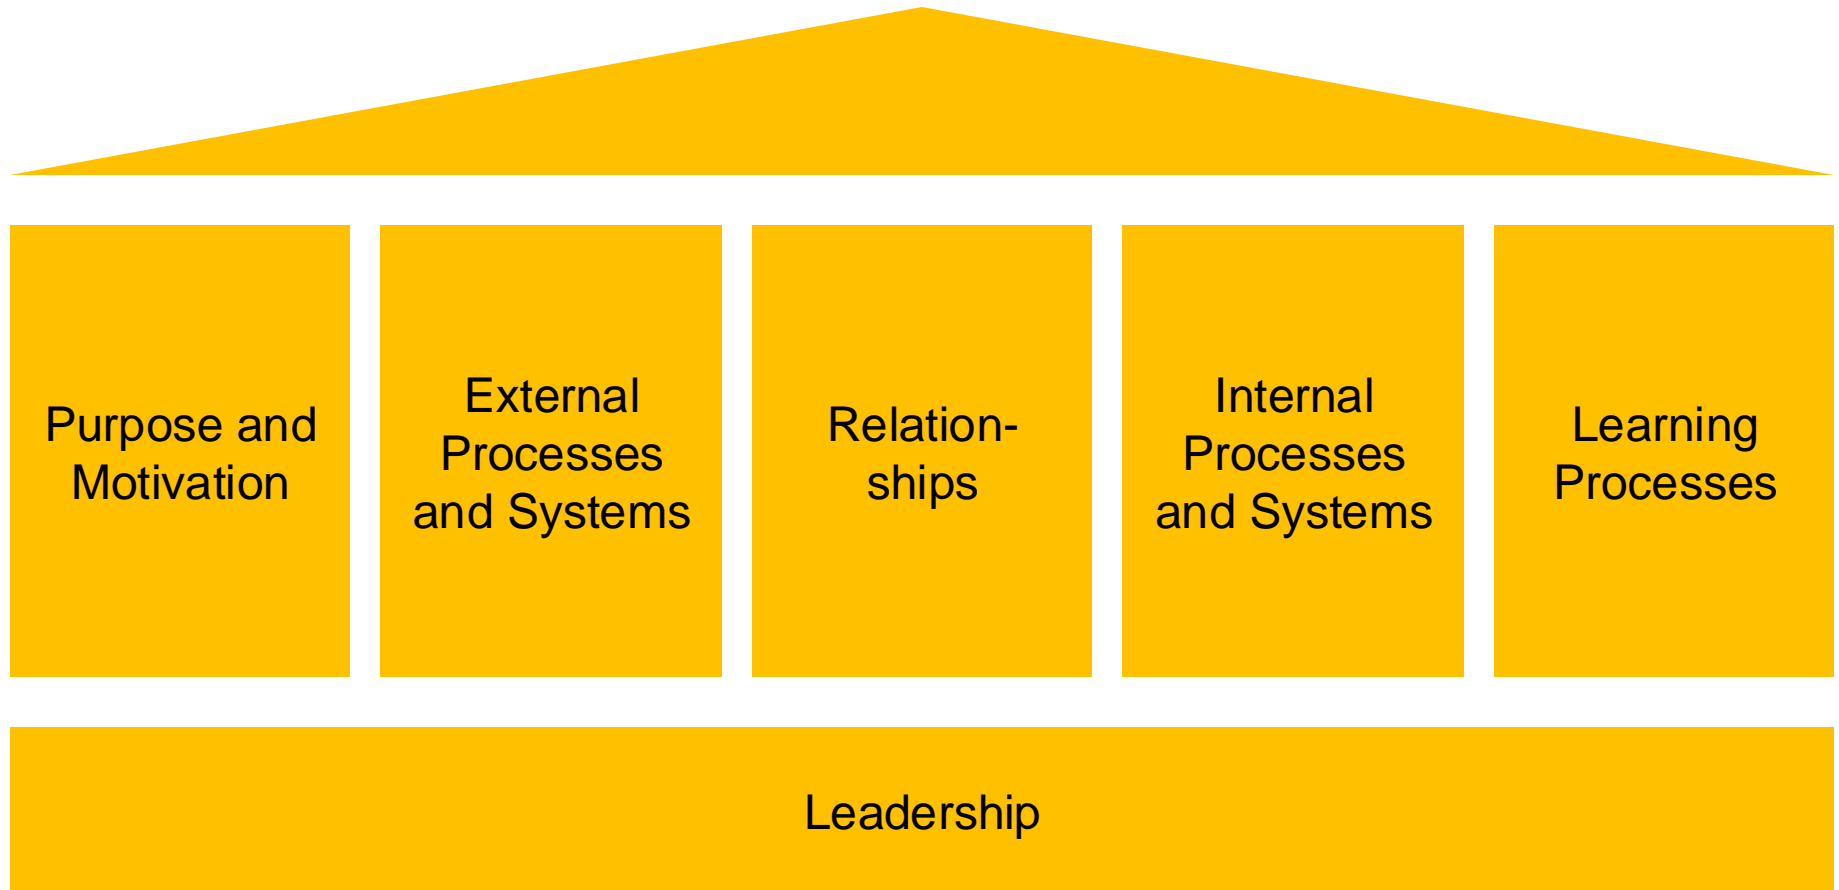 Purpose and
Motivation
External
Processes
and Systems
Relation-
ships
Internal
Processes
and Systems
Learning
Processes
Leadership